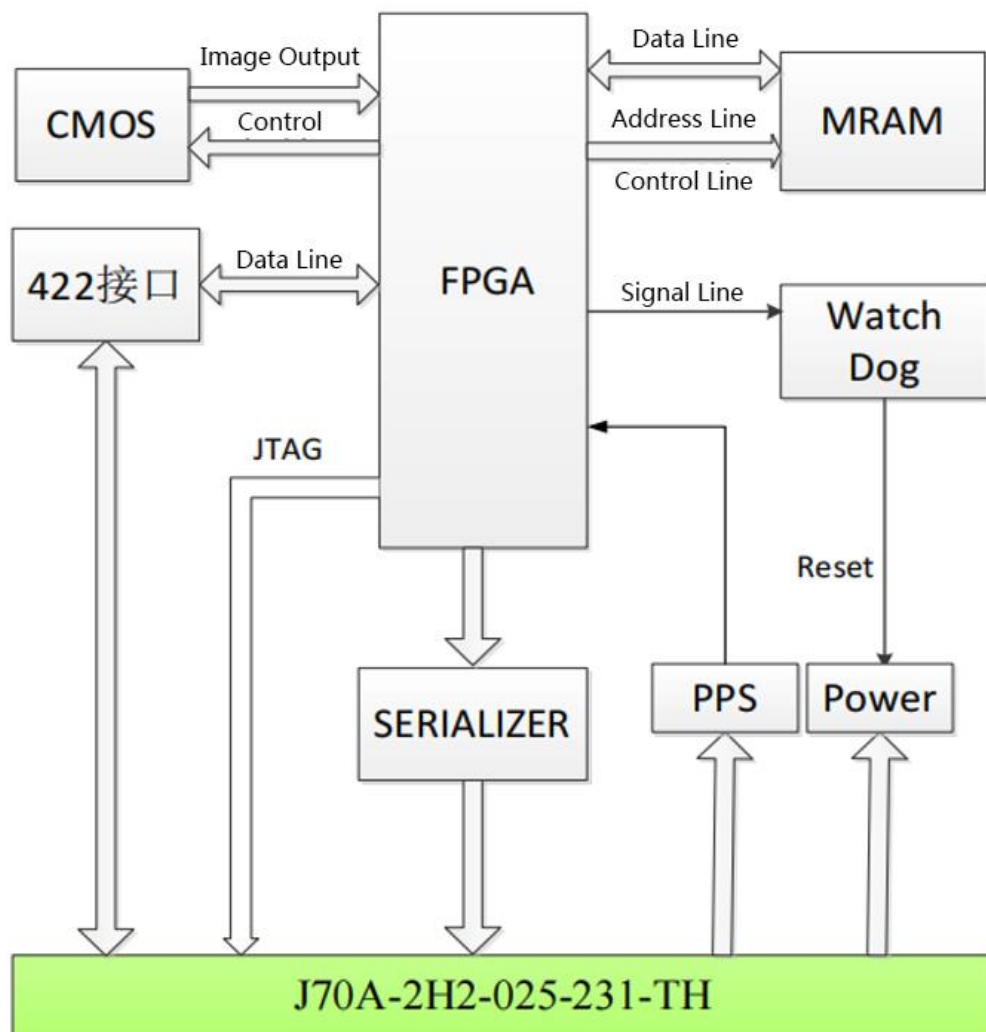 Image Output
Data Line
CMOS
MRAM
Control
Address Line
Control Line
422接口
Data Line
FPGA
Signal Line
Watch
Dog
JTAG
Reset
SERIALIZER
PPS
Power
J70A-2H2-025-231-TH